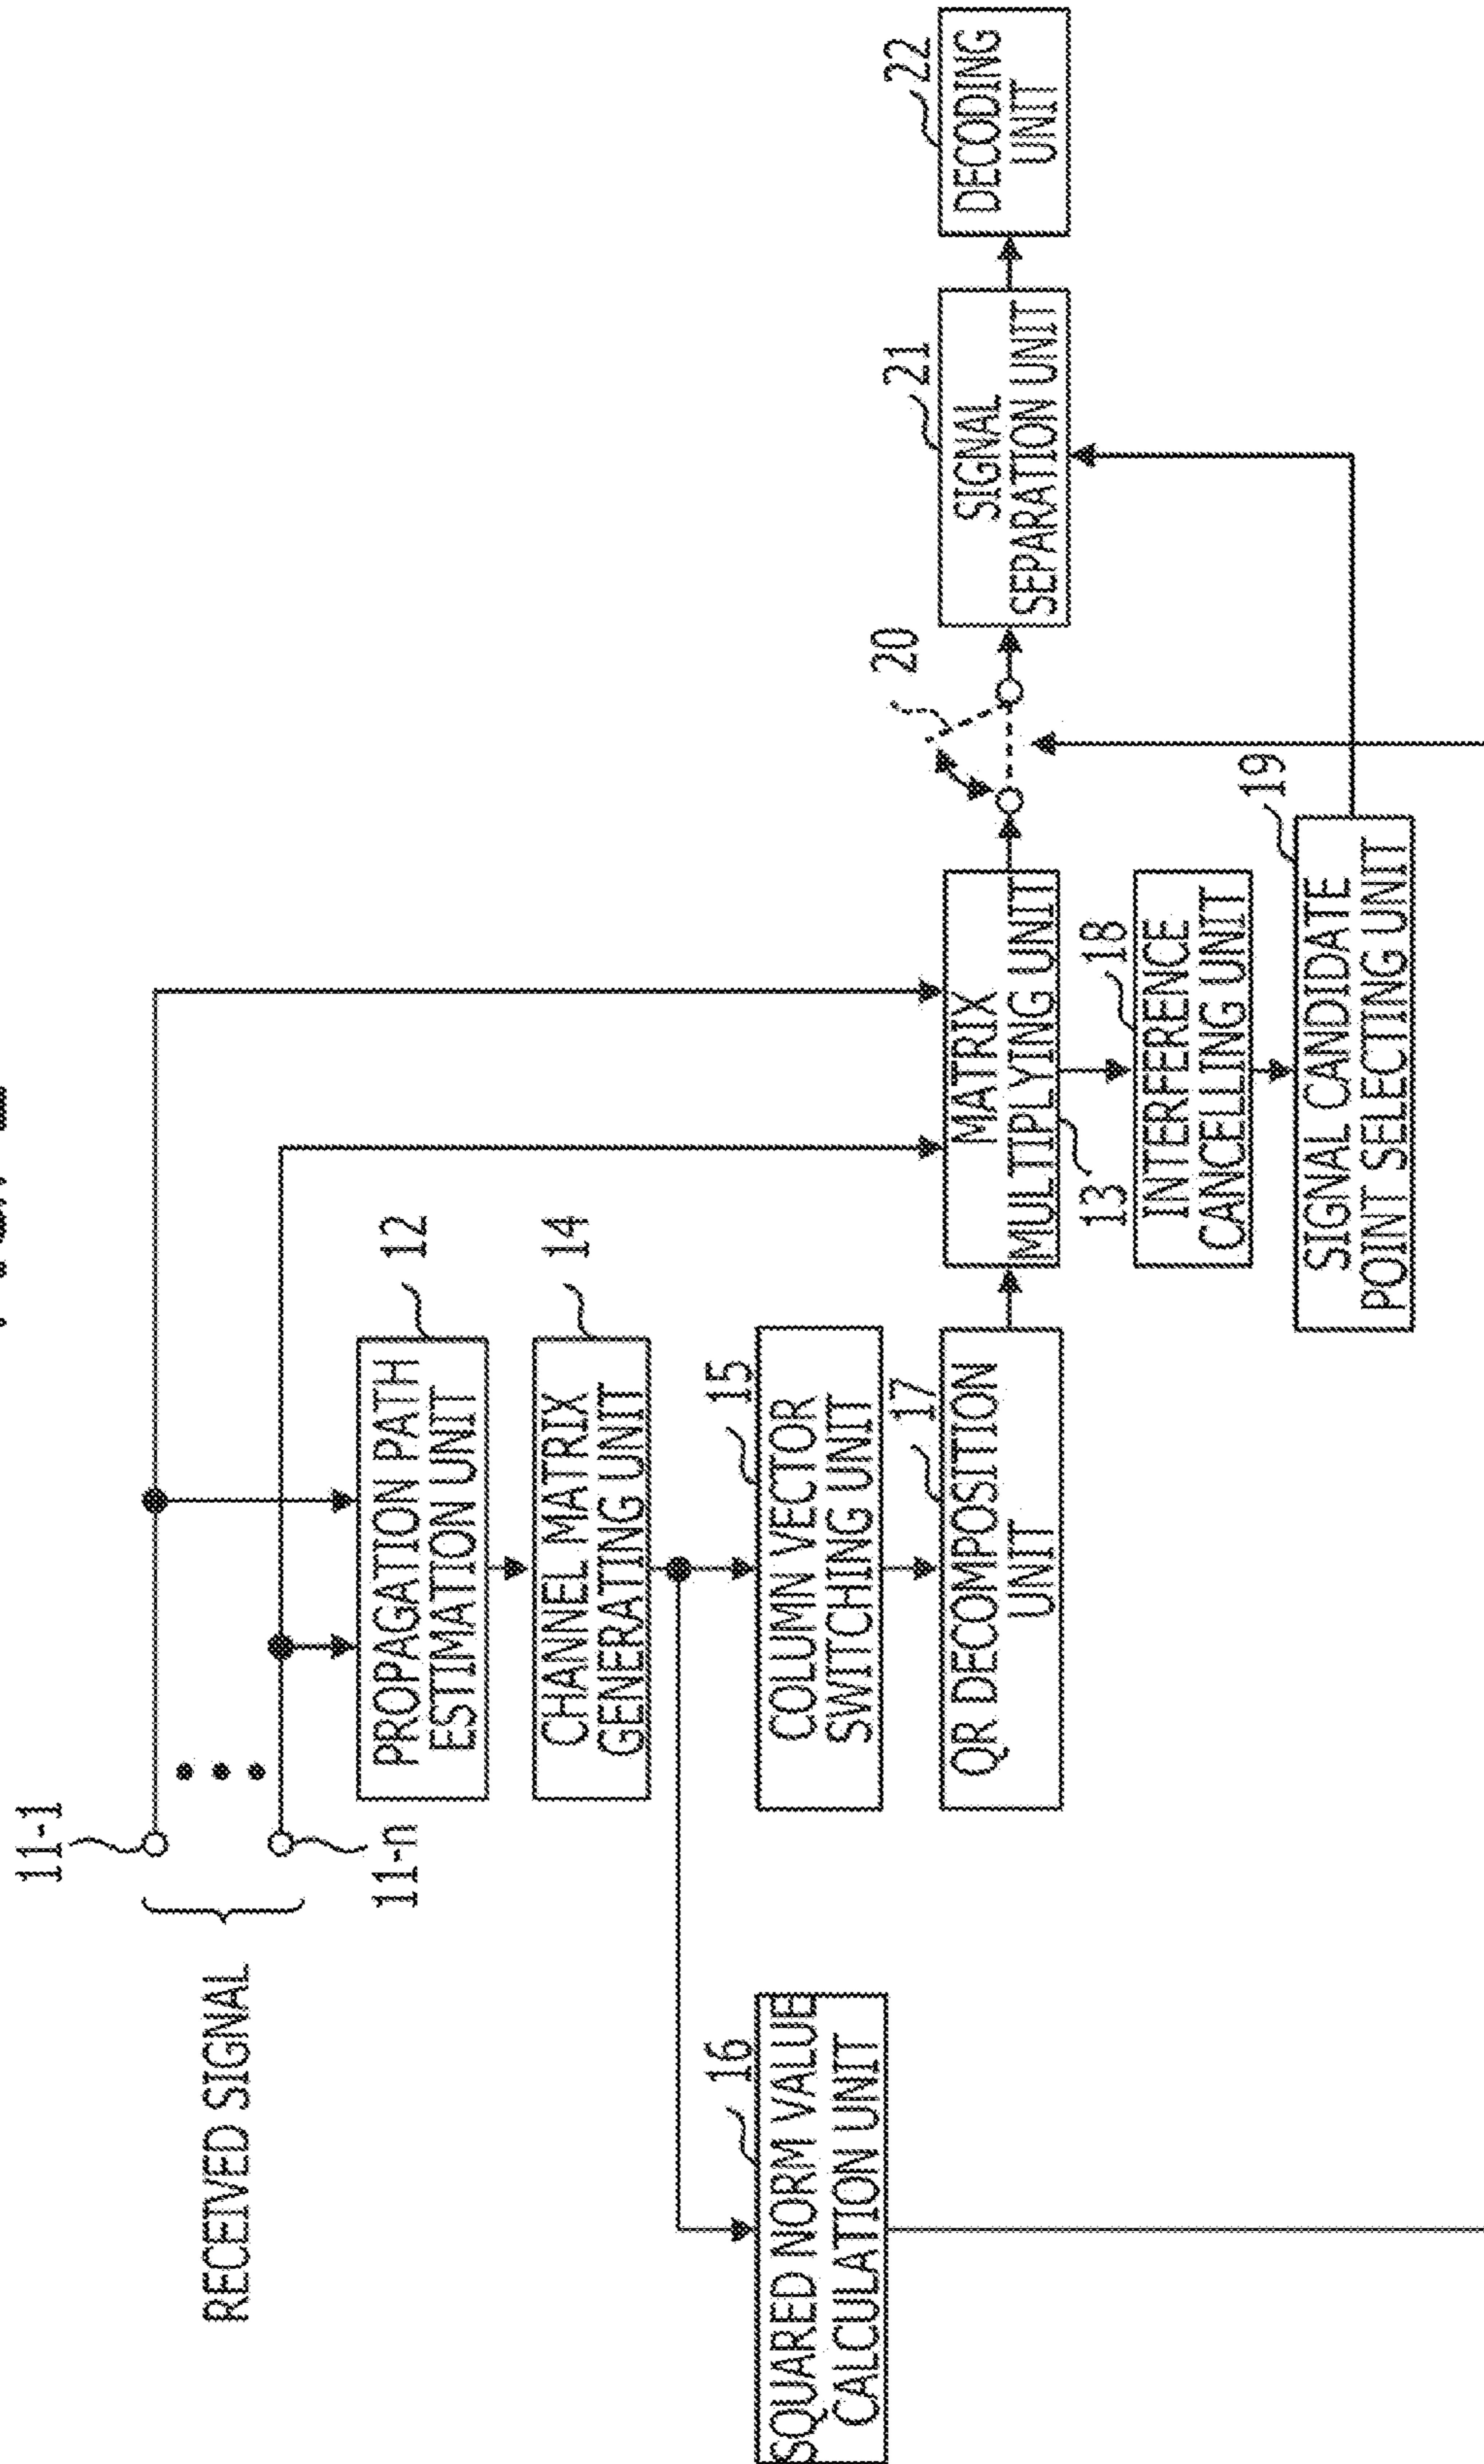 RECEIVED SIGNAL
11-1
11-n
12
PROPAGATION PATH
ESTIMATION UNIT
14
CHANNEL MATRIX
GENERATING UNIT
16
SQUARED NORM VALUE
CALCULATION UNIT
15
COLUMN VECTOR
SWITCHING UNIT
17
QR DECOMPOSITION
UNIT
MATRIX
MULTIPLYING UNIT
13
18
INTERFERENCE
CANCELLING UNIT
19
SIGNAL CANDIDATE
POINT SELECTING UNIT
20
21
SIGNAL
SEPARATION UNIT
22
DECODING
UNIT